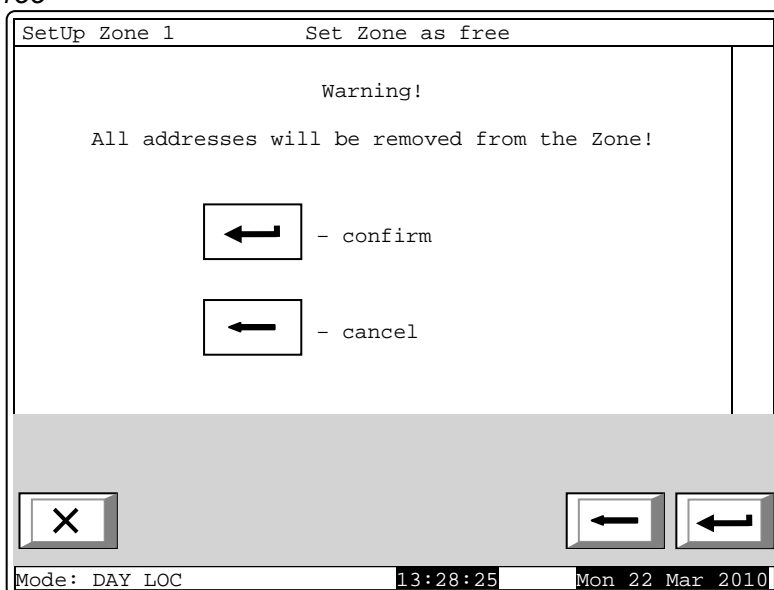 SetUp Zone 1 Set Zone as free
Warning!
All addresses will be removed from the Zone!
- confirm
- cancel
Mode: DAY LOC 13:28:25 Mon 22 Mar 2010